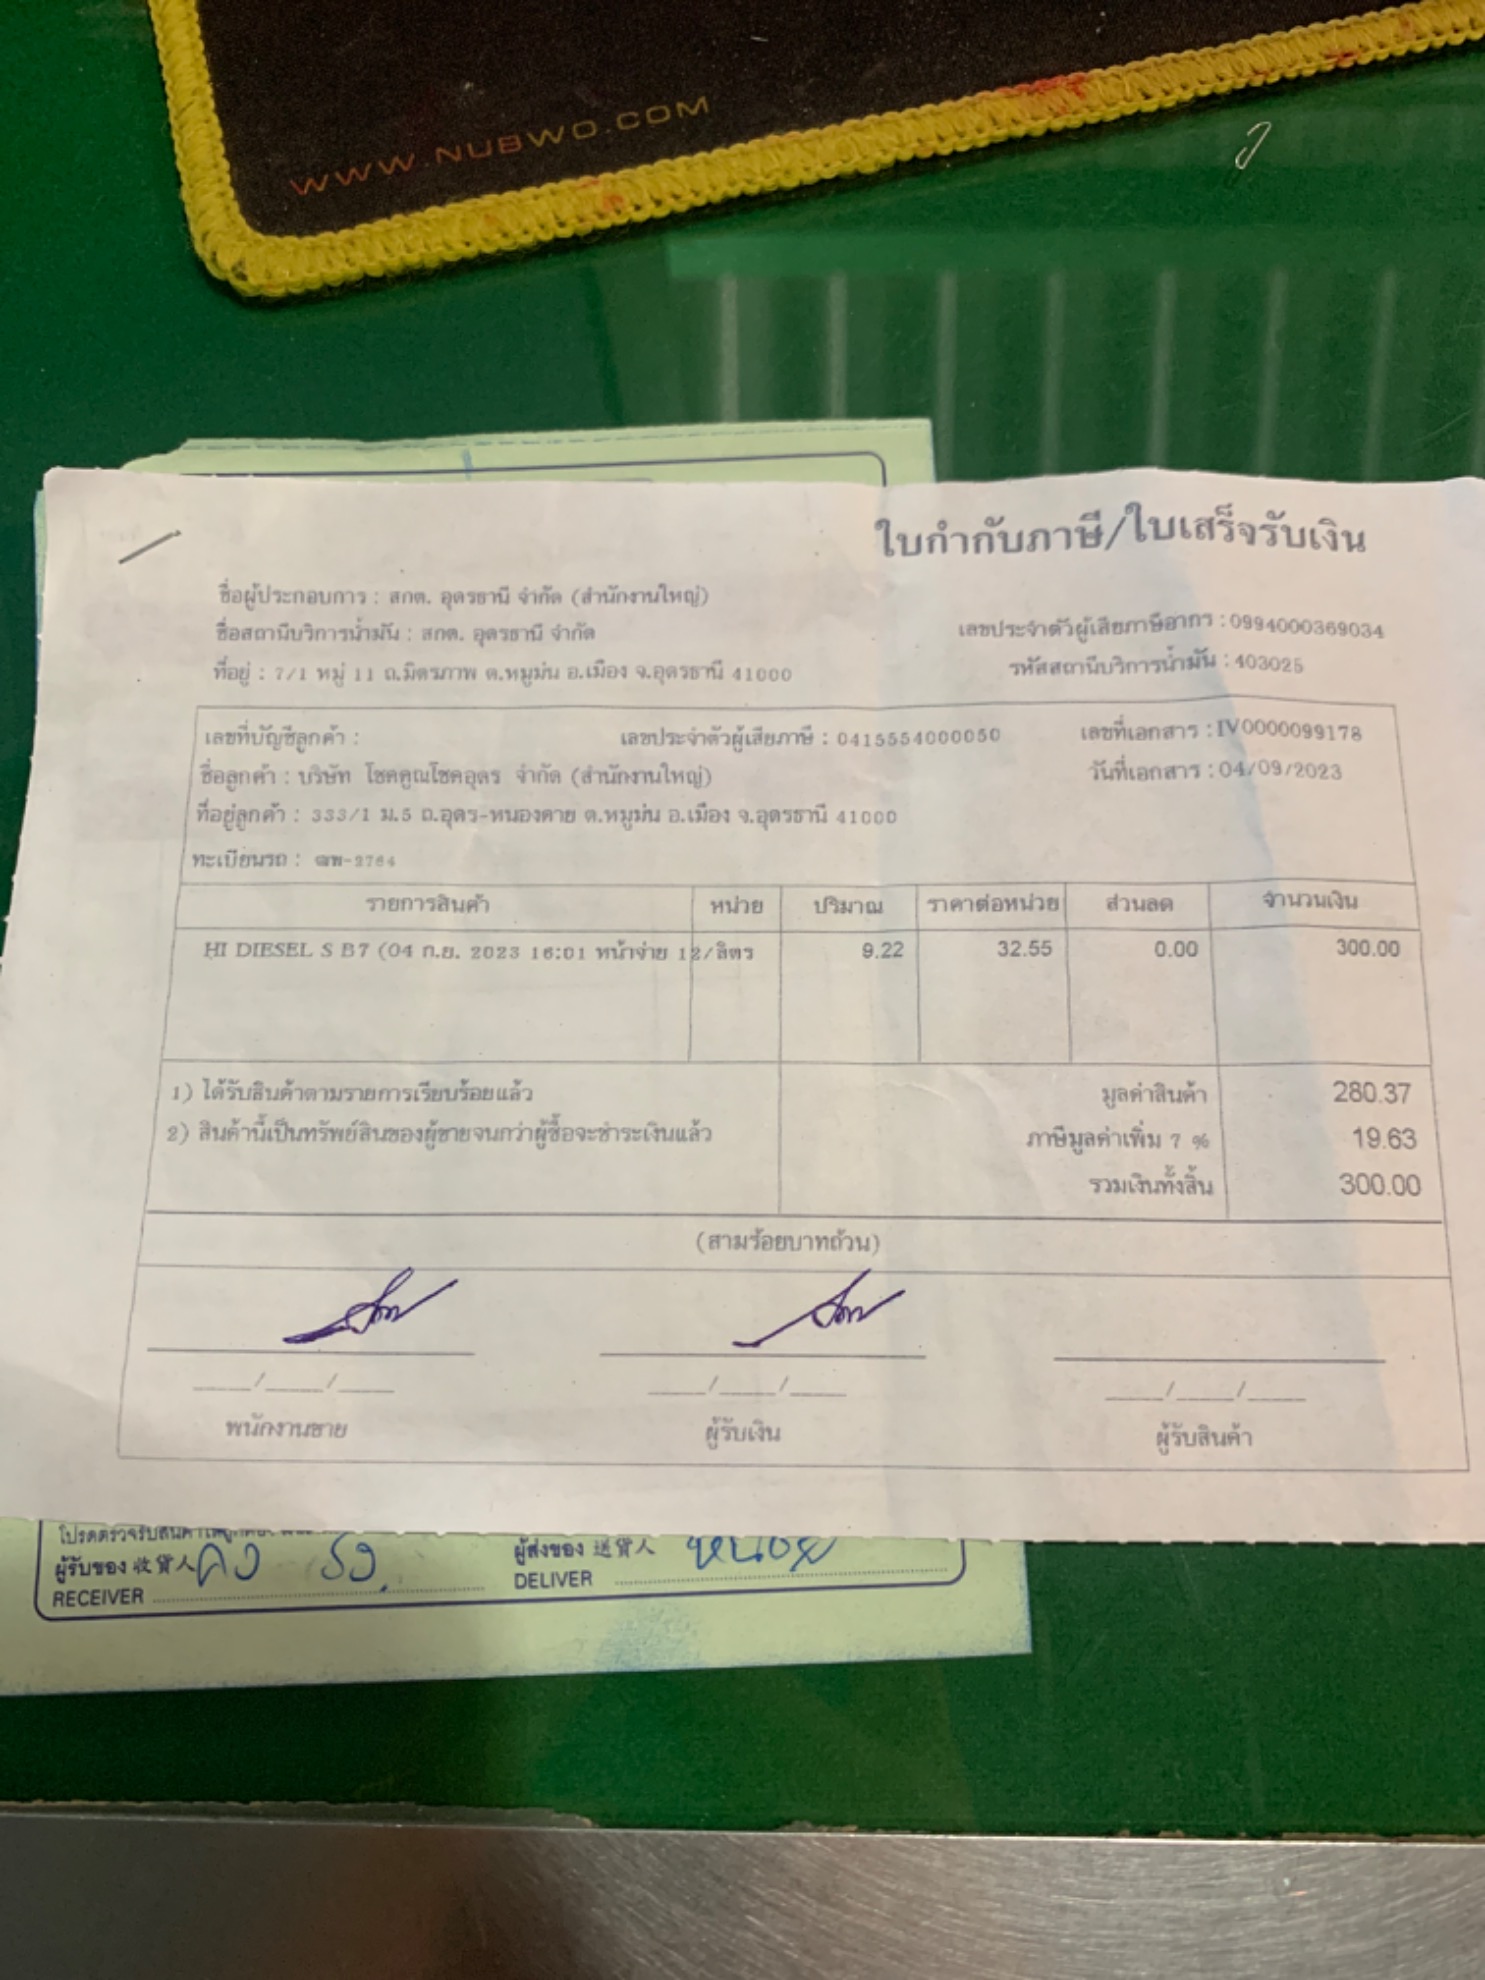 WWW.NUBWO.COM
ใบกำกับภาษี/ใบเสร็จรับเงิน
ชื่อผู้ประกอบการ : สกต. อุดรธานี จำกัด (สำนักงานใหญ่)
ชื่อสถานีบริการน้ำมัน : สกต. อุดรธานี จำกัด
เลขประจำตัวผู้เสียภาษีอากร : 0994000369034
ที่อยู่ : 7/1 หมู่ 11 ถ.มิตรภาพ ต.หมูม่น อ.เมือง จ.อุดรธานี 41000
รหัสสถานีบริการน้ำมัน : 403025
เลขที่บัญชีลูกค้า : เลขประจำตัวผู้เสียภาษี : 0415554000050 เลขที่เอกสาร : IV0000099178
ชื่อลูกค้า : บริษัท โชคคูณโชคอุดร จำกัด (สำนักงานใหญ่) วันที่เอกสาร : 04/09/2023
ที่อยู่ลูกค้า : 333/1 ม.5 ถ.อุดร-หนองคาย ต.หมูม่น อ.เมือง จ.อุดรธานี 41000
ทะเบียนรถ : -2764
รายการสินค้า หน่วย ปริมาณ ราคาต่อหน่วย ส่วนลด จำนวนเงิน
HI DIESEL S B7 (04 ก.ย. 2023 16:01 หน้าจ่าย 12/ลิตร 9.22 32.55 0.00 300.00
1) ได้รับสินค้าตามรายการเรียบร้อยแล้ว มูลค่าสินค้า 280.37
2) สินค้านี้เป็นทรัพย์สินของผู้ขายจนกว่าผู้ซื้อจะชำระเงินแล้ว ภาษีมูลค่าเพิ่ม 7 % 19.63
รวมเงินทั้งสิ้น 300.00
(สามร้อยบาทถ้วน)
____/____/____ ____/____/____ ____/____/____
พนักงานขาย ผู้รับเงิน ผู้รับสินค้า
ผู้รับของ 收貨人 ผู้ส่งของ 送貨人
RECEIVER DELIVER